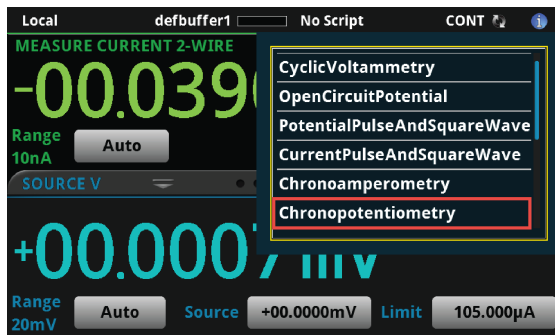 Local defbuffer1 No Script CONT
MEASURE CURRENT 2-WIRE
-00.039
Range
10nA
Auto
CyclicVoltammetry
OpenCircuitPotential
PotentialPulseAndSquareWave
CurrentPulseAndSquareWave
Chronoamperometry
Chronopotentiometry
SOURCE V
+00.0007 mV
Range
20mV
Auto
Source
+00.0000mV
Limit
105.000µA